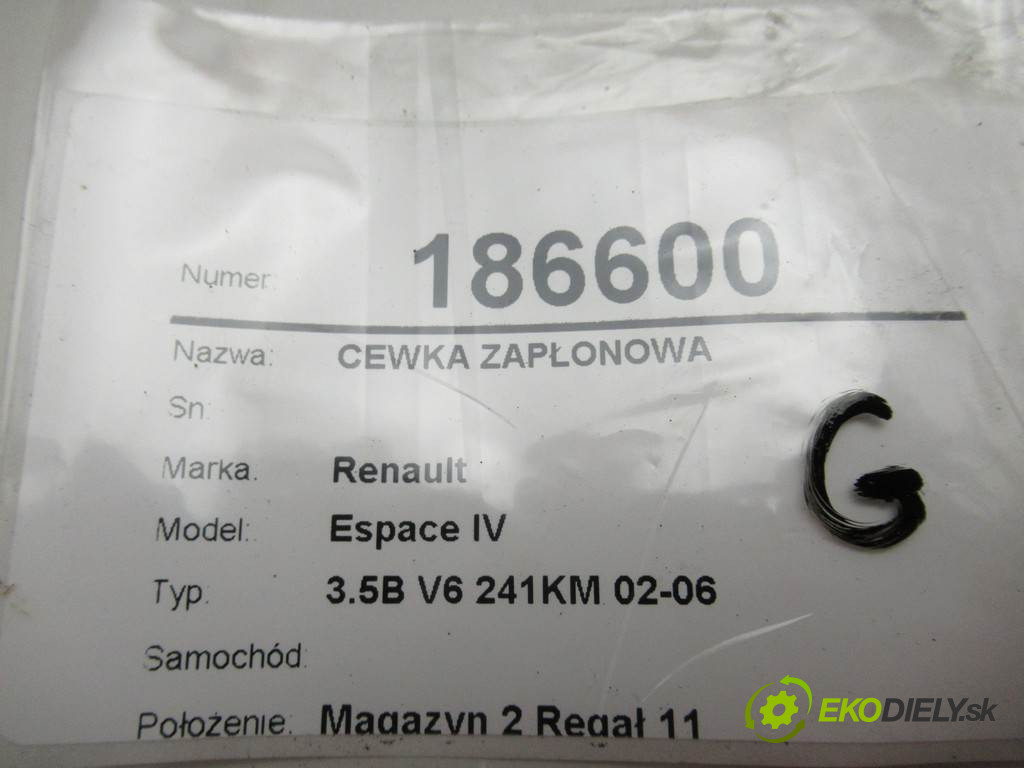 Numer: 186600
Nazwa: CEWKA ZAPŁONOWA
Sn:
Marka: Renault
Model: Espace IV
Typ: 3.5B V6 241KM 02-06
Samochód:
Położenie: Magazyn 2 Regał 11
G
EKODIELY.sk